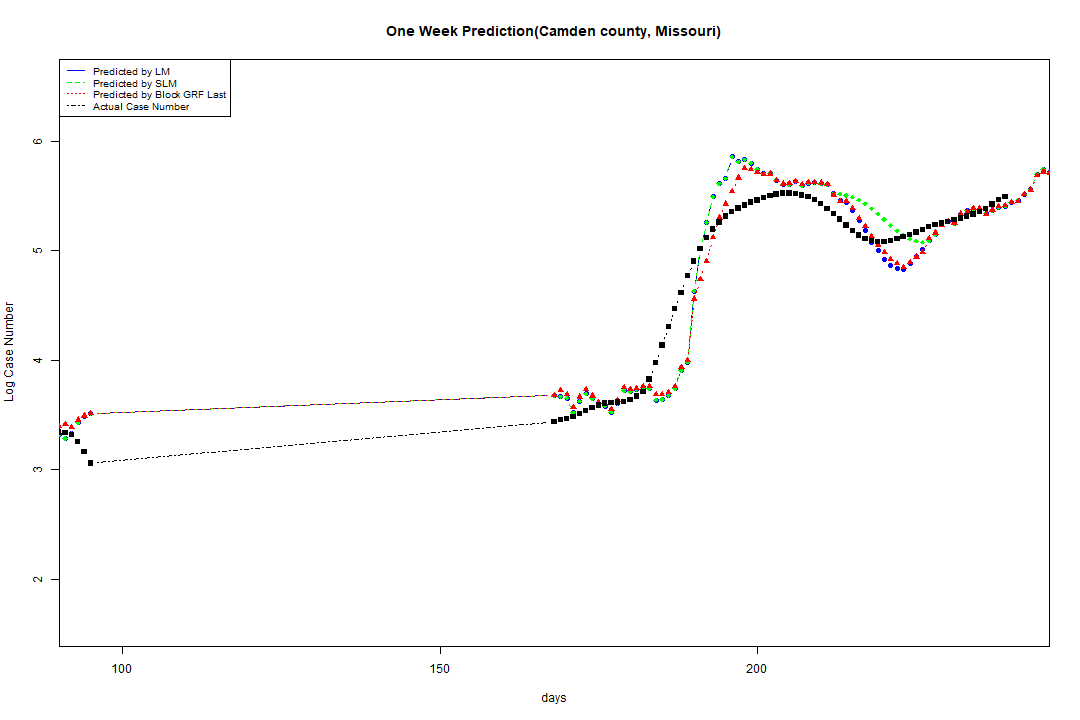 One Week Prediction(Camden county, Missouri)
Predicted by LM
Predicted by SLM
Predicted by Block GRF Last
Actual Case Number
6
5
4
3
2
Log Case Number
100 150 200
days